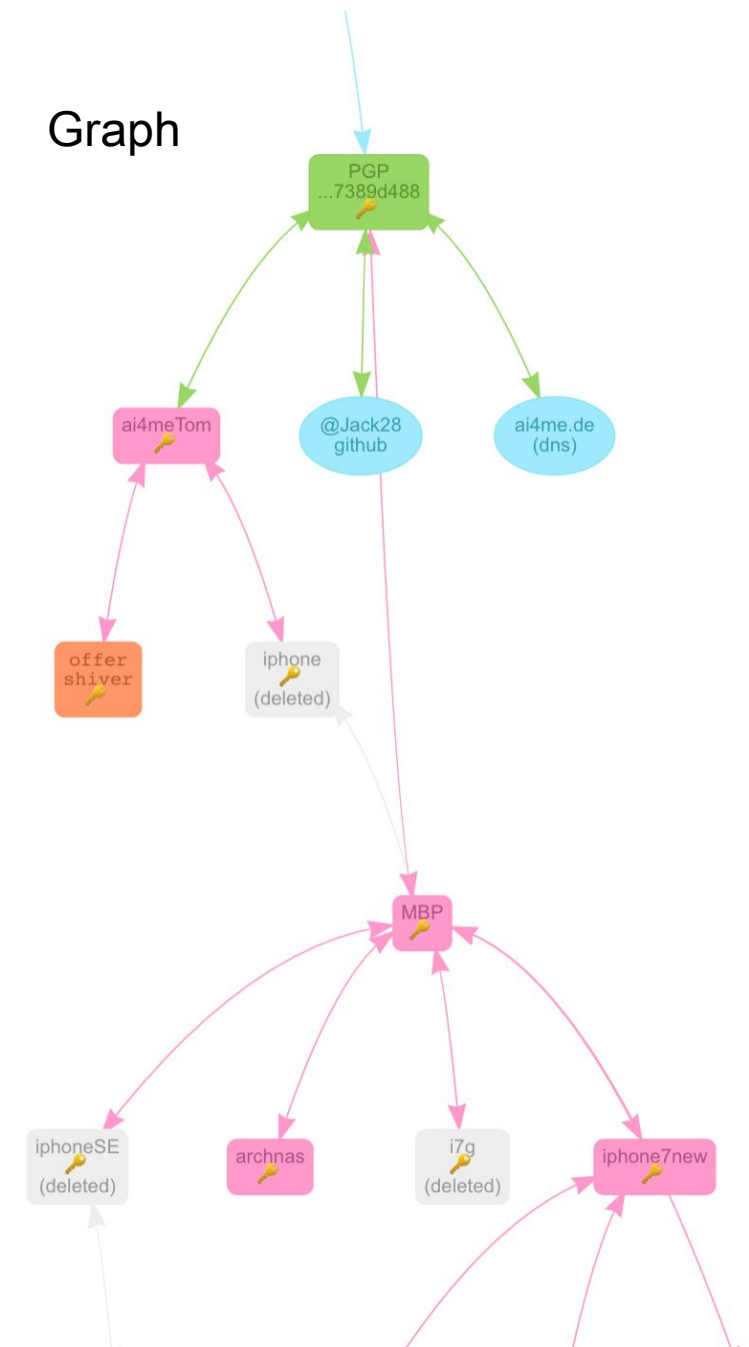 Graph
PGP
...7389d488
ai4meTom
@Jack28
github
ai4me.de
(dns)
offer
shiver
iphone
(deleted)
MBP
iphoneSE
(deleted)
archnas
i7g
(deleted)
iphone7new